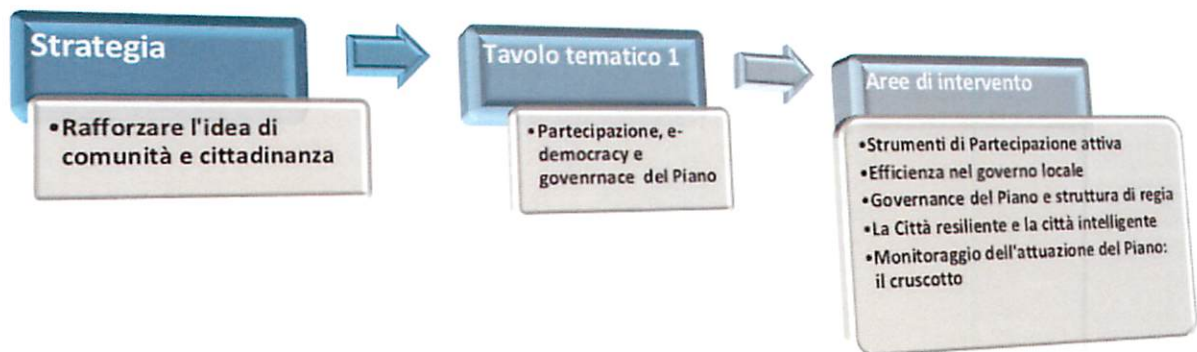 Strategia
•Rafforzare l'idea di
comunità e cittadinanza
Tavolo tematico 1
•Partecipazione, e-
democracy e
govenrnace del Piano
Aree di intervento
•Strumenti di Partecipazione attiva
•Efficienza nel governo locale
•Governance del Piano e struttura di regia
•La Città resiliente e la città intelligente
•Monitoraggio dell'attuazione del Piano:
il cruscotto